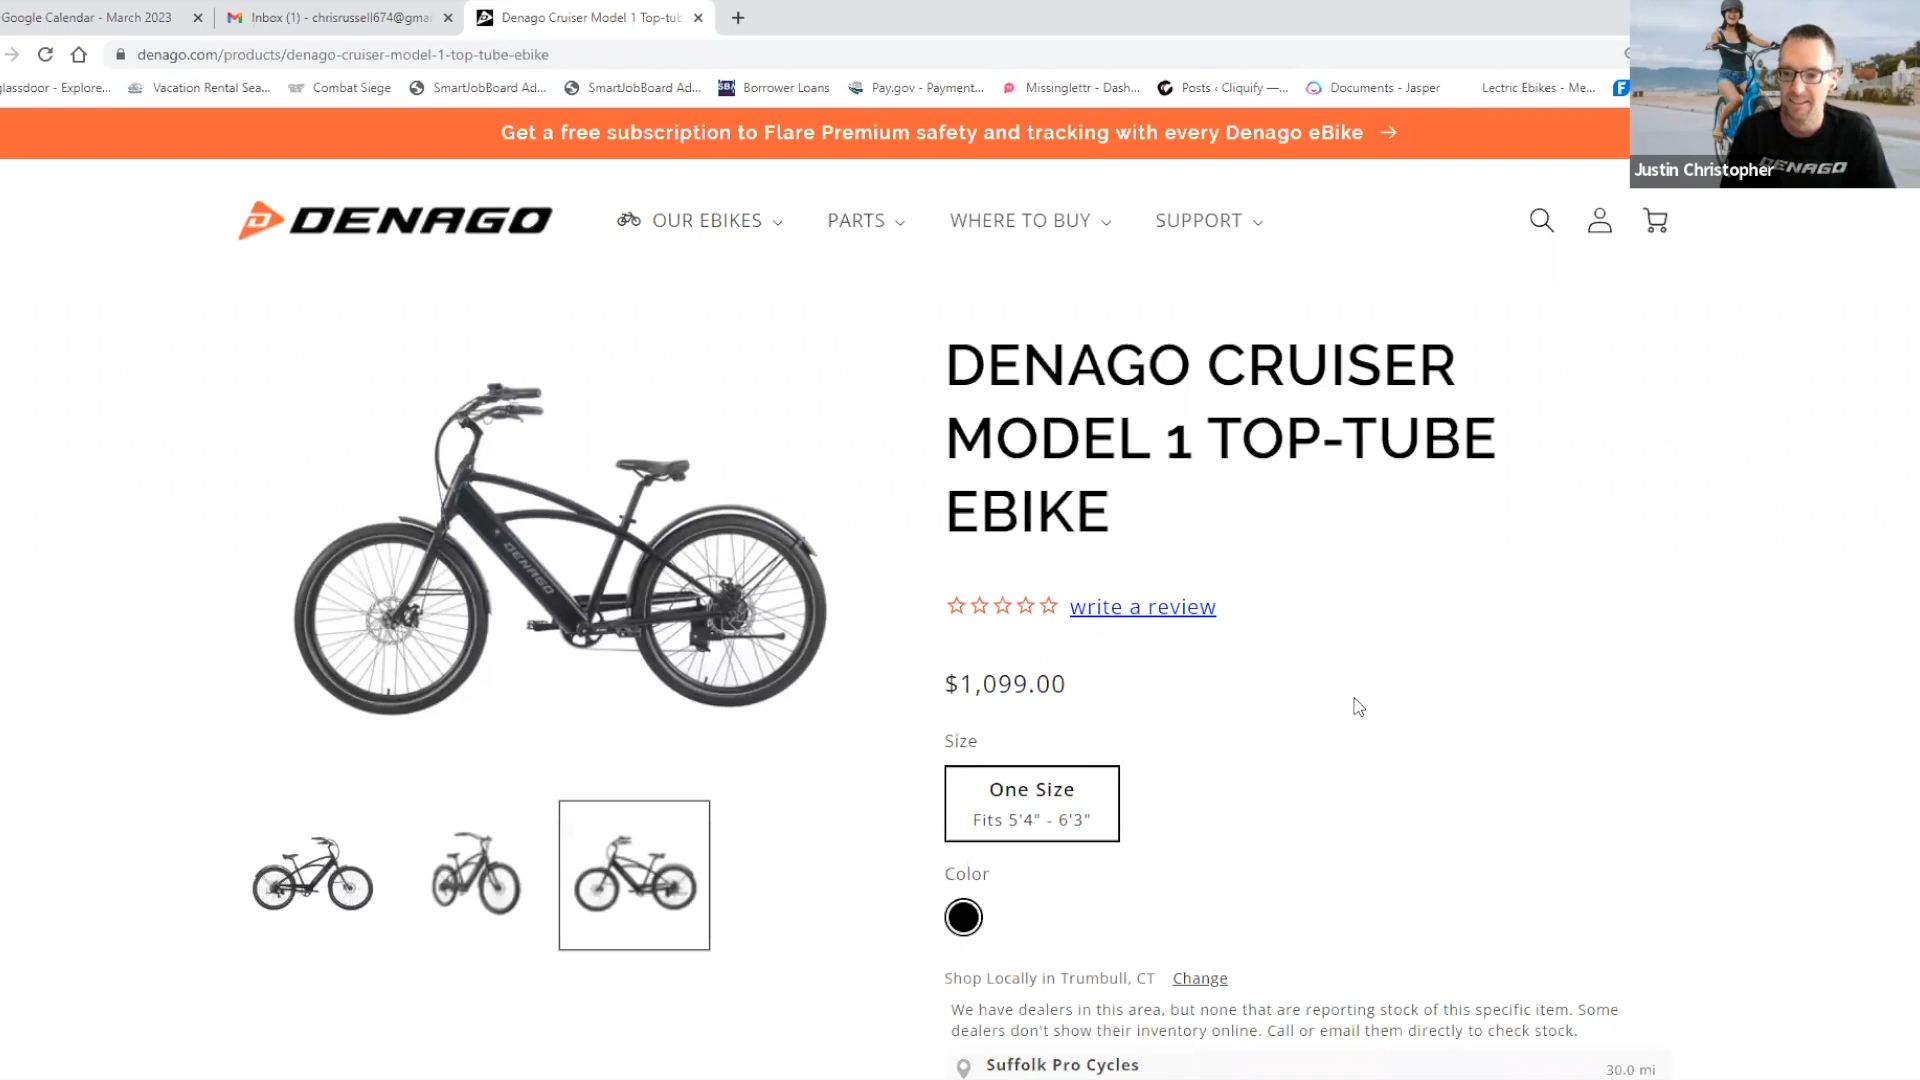 Google Calendar - March 2023
Inbox (1) - chrisrussell674@gmai
Denago Cruiser Model 1 Top-tub
denago.com/products/denago-cruiser-model-1-top-tube-ebike
glassdoor - Explore...
Vacation Rental Sea...
Combat Siege
SmartJobBoard Ad...
SmartJobBoard Ad...
SBA
Borrower Loans
Pay.gov - Payment...
Missinglettr - Dash...
Posts ‹ Cliquify —...
Documents - Jasper
Lectric Ebikes - Me...
Get a free subscription to Flare Premium safety and tracking with every Denago eBike →
DENAGO
Justin Christopher
DENAGO
OUR EBIKES
PARTS
WHERE TO BUY
SUPPORT
DENAGO
DENAGO CRUISER
MODEL 1 TOP-TUBE
EBIKE
write a review
$1,099.00
Size
One Size
Fits 5'4" - 6'3"
Color
Shop Locally in Trumbull, CT Change
We have dealers in this area, but none that are reporting stock of this specific item. Some
dealers don't show their inventory online. Call or email them directly to check stock.
Suffolk Pro Cycles
30.0 mi